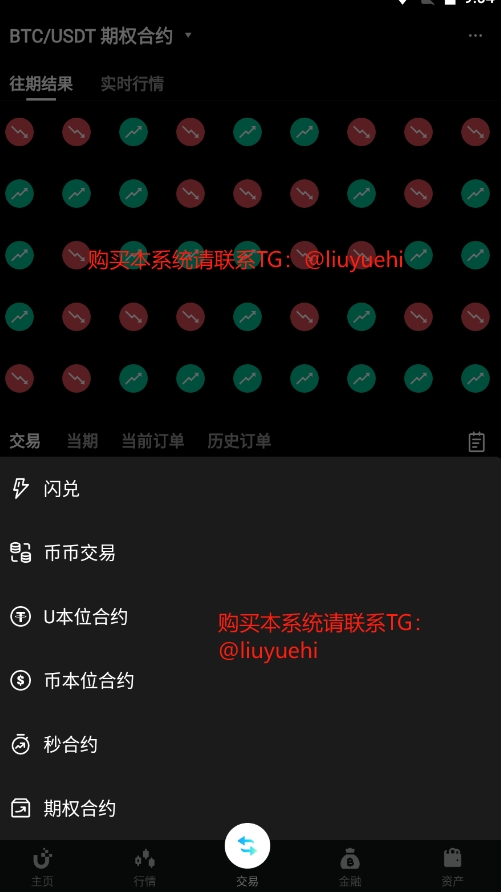 BTC/USDT 期权合约
往期结果 实时行情
购买本系统请联系TG：@liuyuehi
交易 当期 当前订单 历史订单
闪兑
币币交易
U本位合约
购买本系统请联系TG：
@liuyuehi
币本位合约
秒合约
期权合约
主页 行情 交易 金融 资产